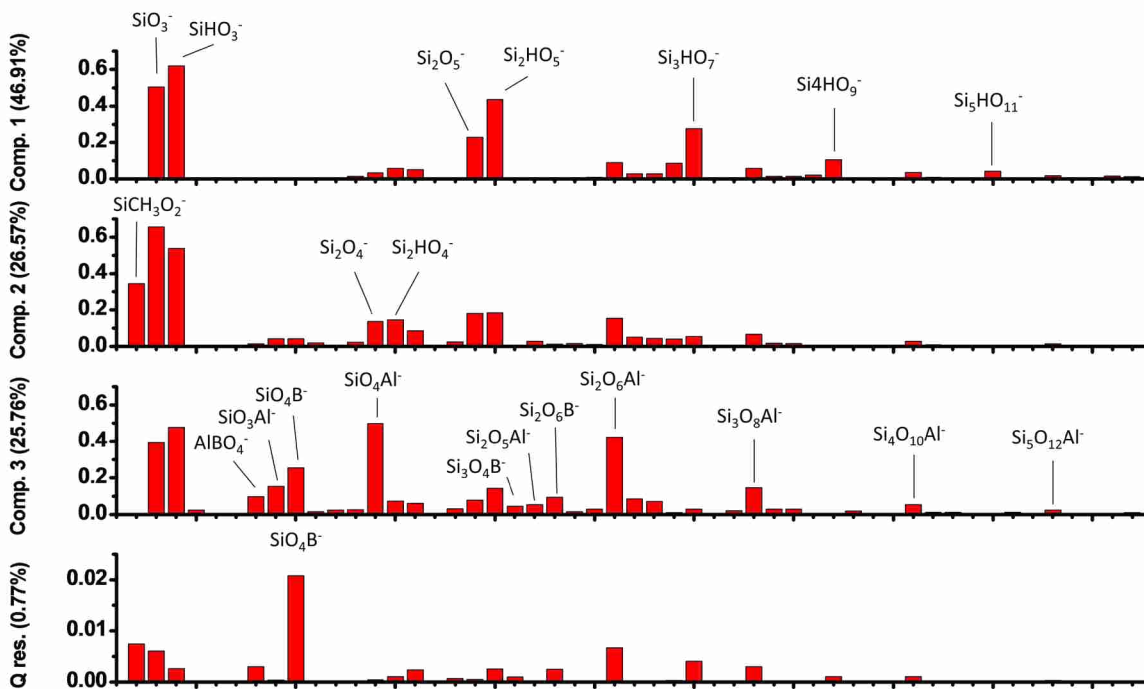 Comp. 1 (46.91%)
0.6
0.4
0.2
0.0
SiO₃⁻
SiHO₃⁻
Si₂O₅⁻
Si₂HO₅⁻
Si₃HO₇⁻
Si4HO₉⁻
Si₅HO₁₁⁻
Comp. 2 (26.57%)
0.6
0.4
0.2
0.0
SiCH₃O₂⁻
Si₂O₄⁻
Si₂HO₄⁻
Comp. 3 (25.76%)
0.6
0.4
0.2
0.0
AlBO₄⁻
SiO₃Al⁻
SiO₄B⁻
SiO₄Al⁻
Si₃O₄B⁻
Si₂O₅Al⁻
Si₂O₆B⁻
Si₂O₆Al⁻
Si₃O₈Al⁻
Si₄O₁₀Al⁻
Si₅O₁₂Al⁻
Q res. (0.77%)
0.02
0.01
0.00
SiO₄B⁻